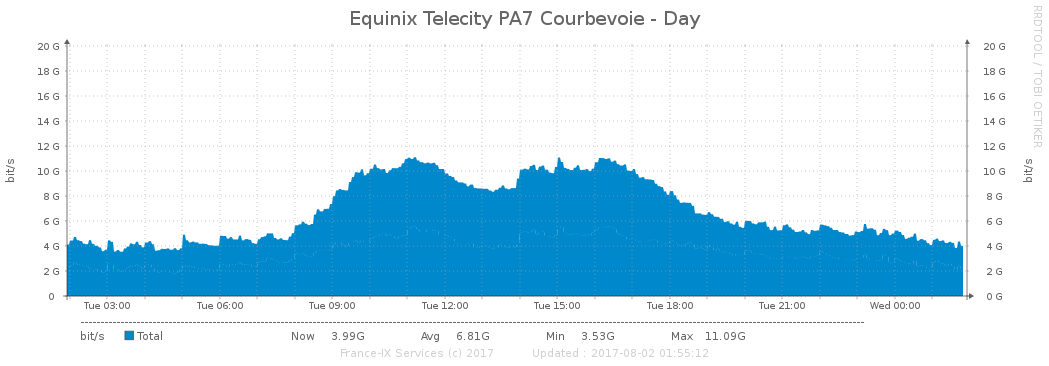 Equinix Telecity PA7 Courbevoie - Day
RRDTOOL / TOBI OETIKER
20 G 20 G
18 G 18 G
16 G 16 G
14 G 14 G
12 G 12 G
10 G 10 G
8 G 8 G
6 G 6 G
4 G 4 G
2 G 2 G
0 0 G
bit/s bit/s
Tue 03:00 Tue 06:00 Tue 09:00 Tue 12:00 Tue 15:00 Tue 18:00 Tue 21:00 Wed 00:00
bit/s Total Now 3.99G Avg 6.81G Min 3.53G Max 11.09G
France-IX Services (c) 2017 Updated : 2017-08-02 01:55:12